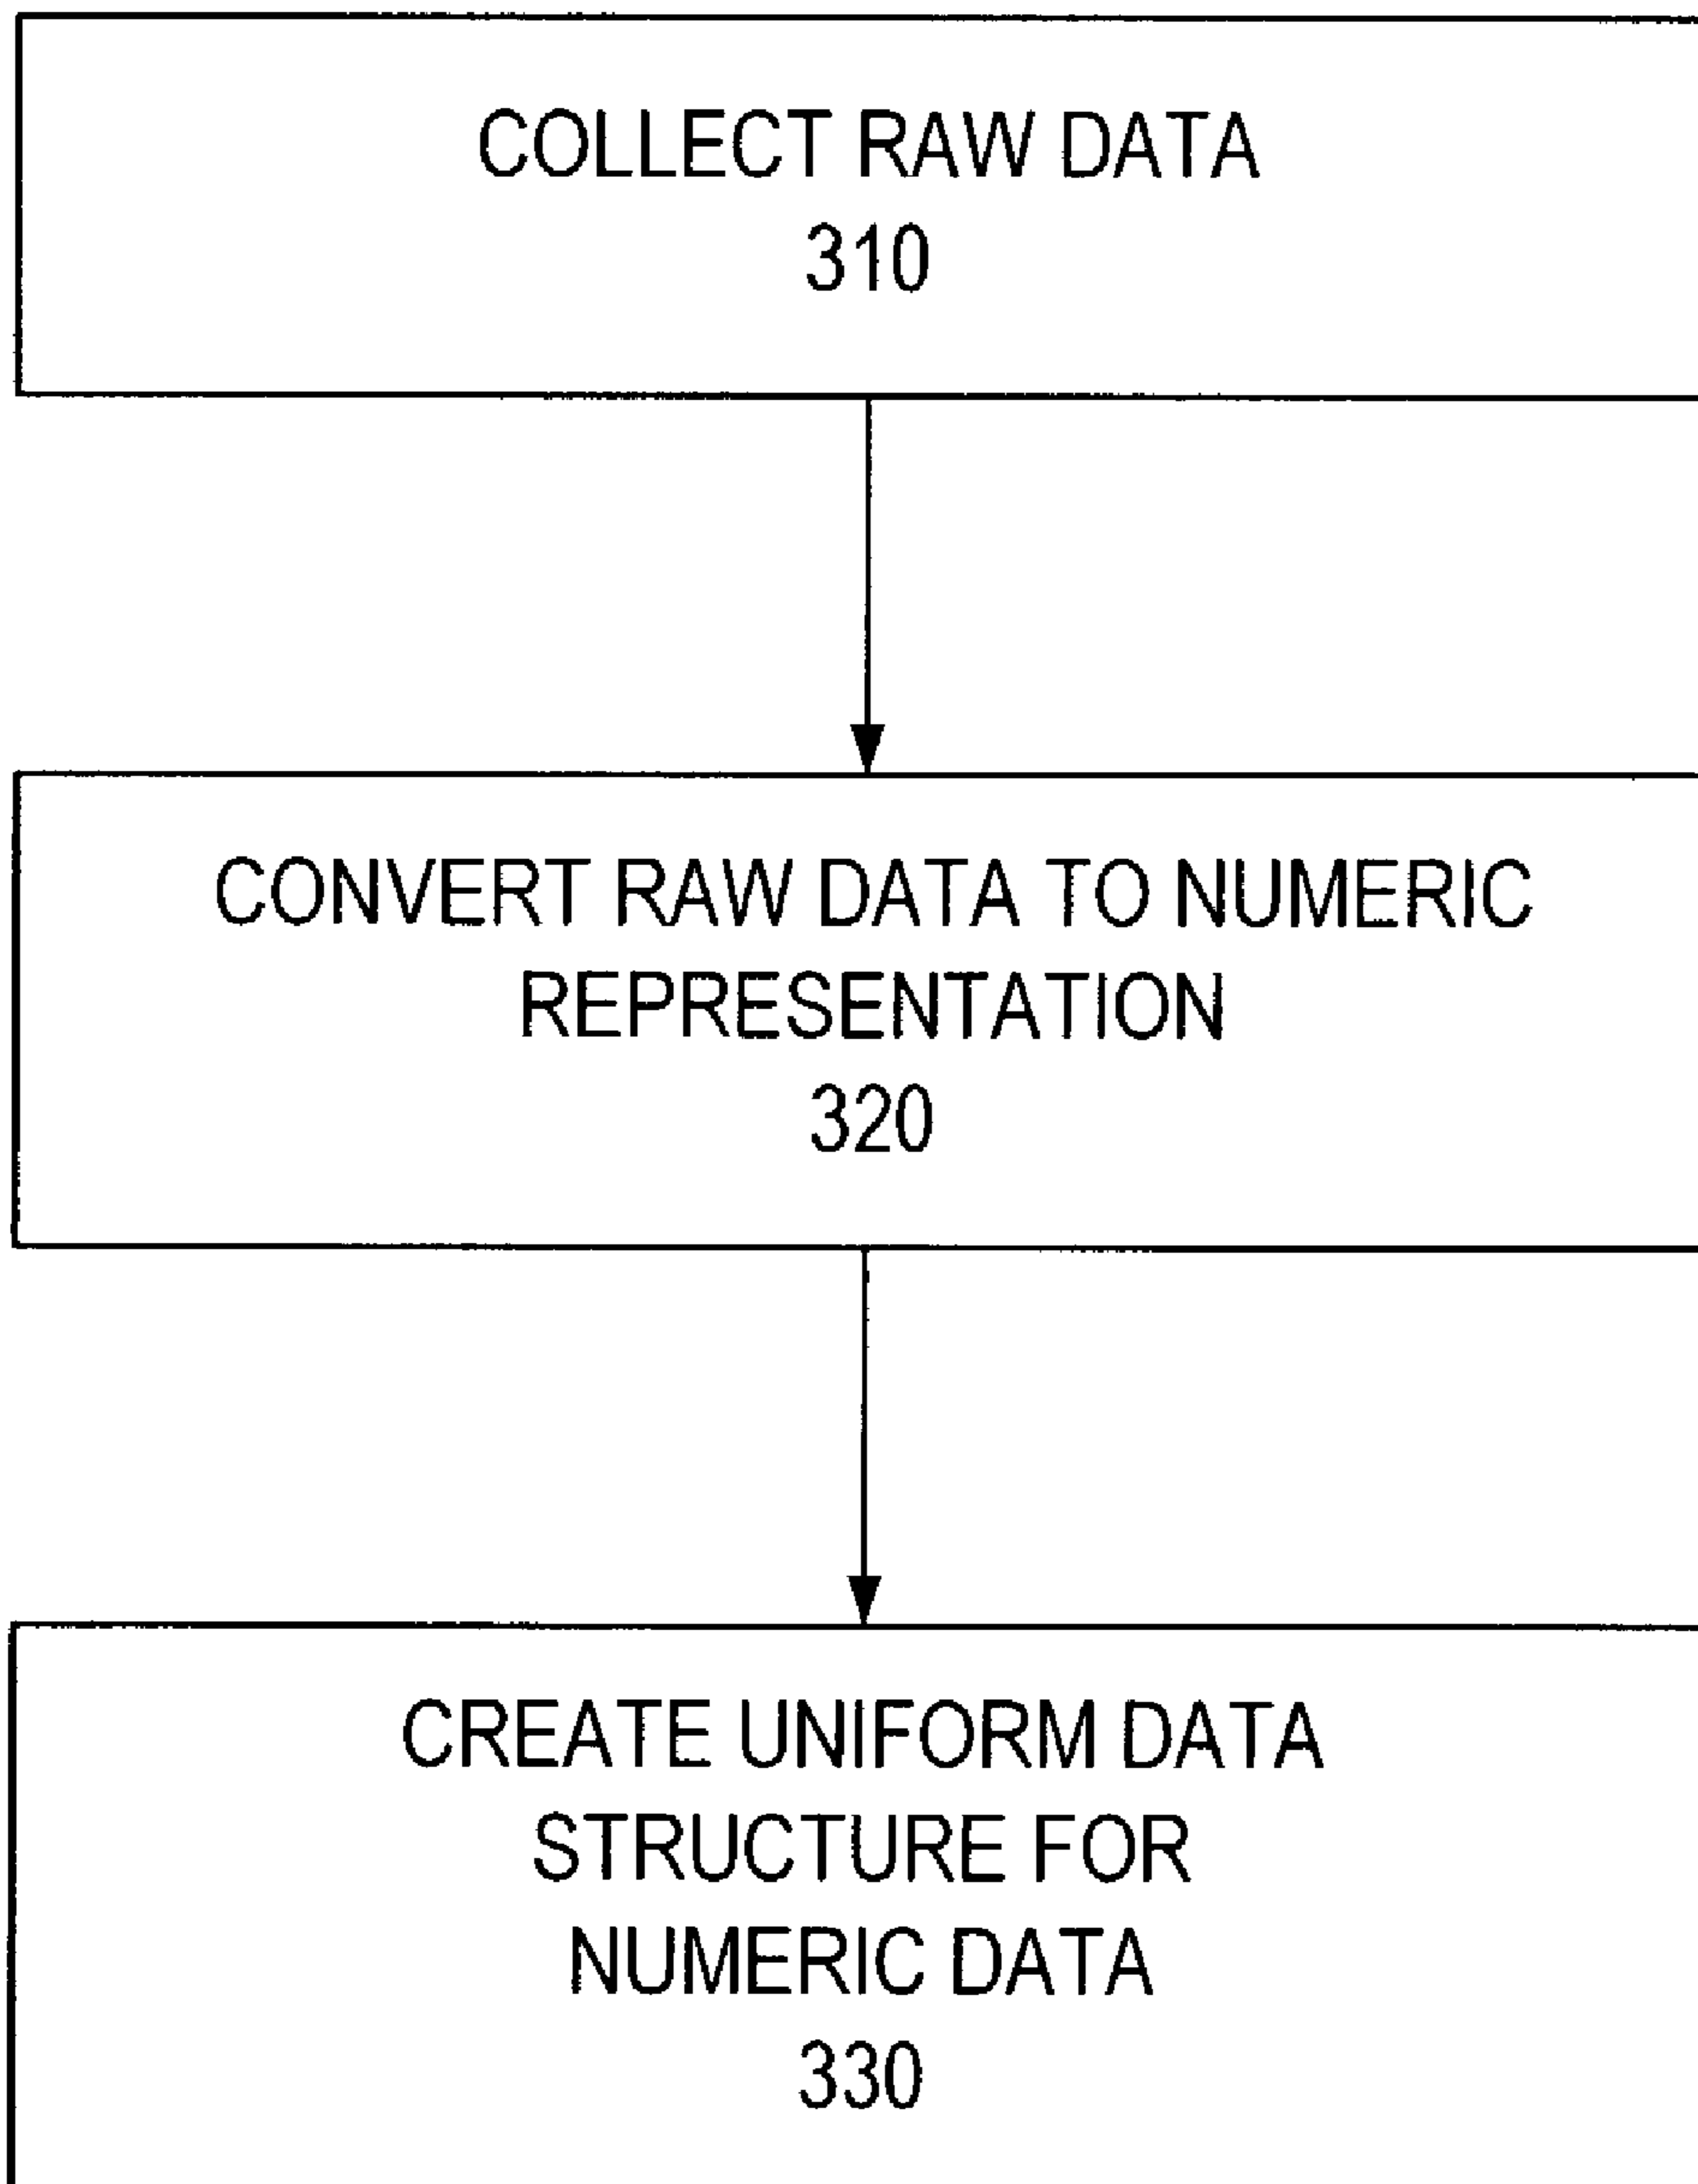 COLLECT RAW DATA
310
CONVERT RAW DATA TO NUMERIC
REPRESENTATION
320
CREATE UNIFORM DATA
STRUCTURE FOR
NUMERIC DATA
330